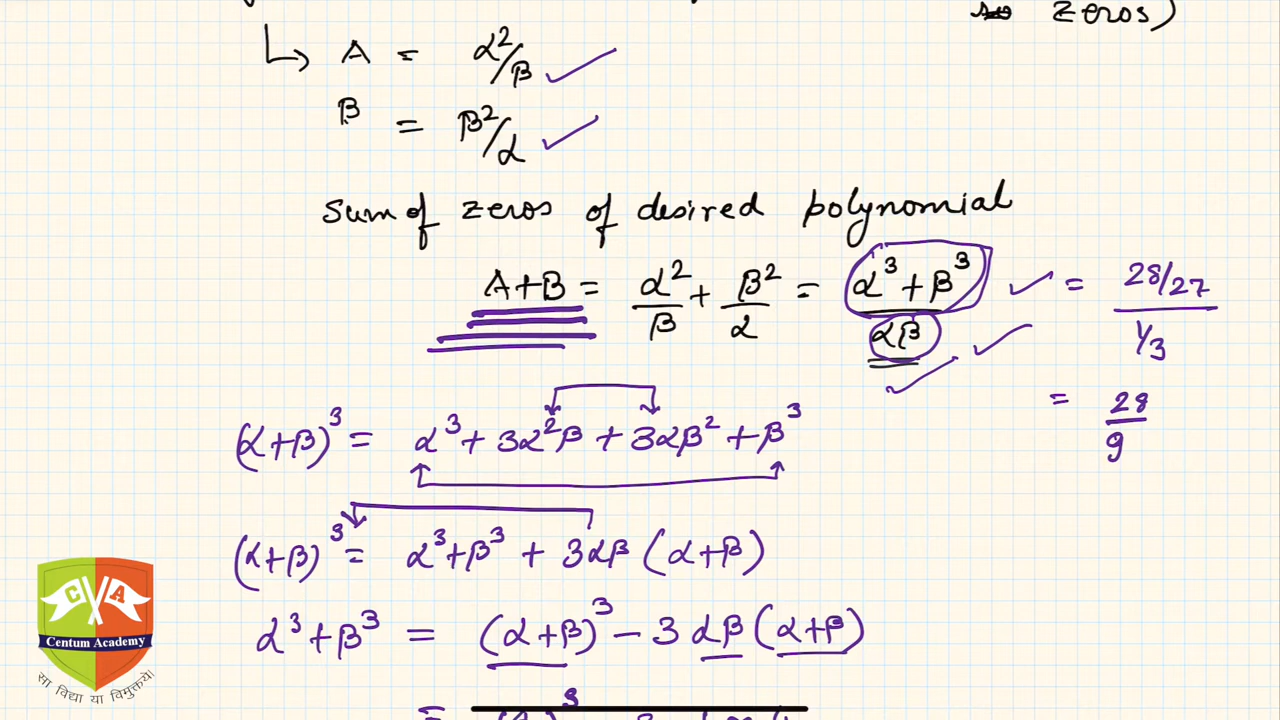 zeros)
A = α²/β
B = β²/α
Sum of zeros of desired polynomial
A+B = α²/β + β²/α = α³+β³/αβ = 28/27 / 1/3
= 28/9
(α+β)³ = α³ + 3α²β + 3αβ² + β³
(α+β)³ = α³+β³ + 3αβ (α+β)
α³+β³ = (α+β)³ - 3 αβ (α+β)
C A
Centum Academy
सा विद्या या विमुक्तये।